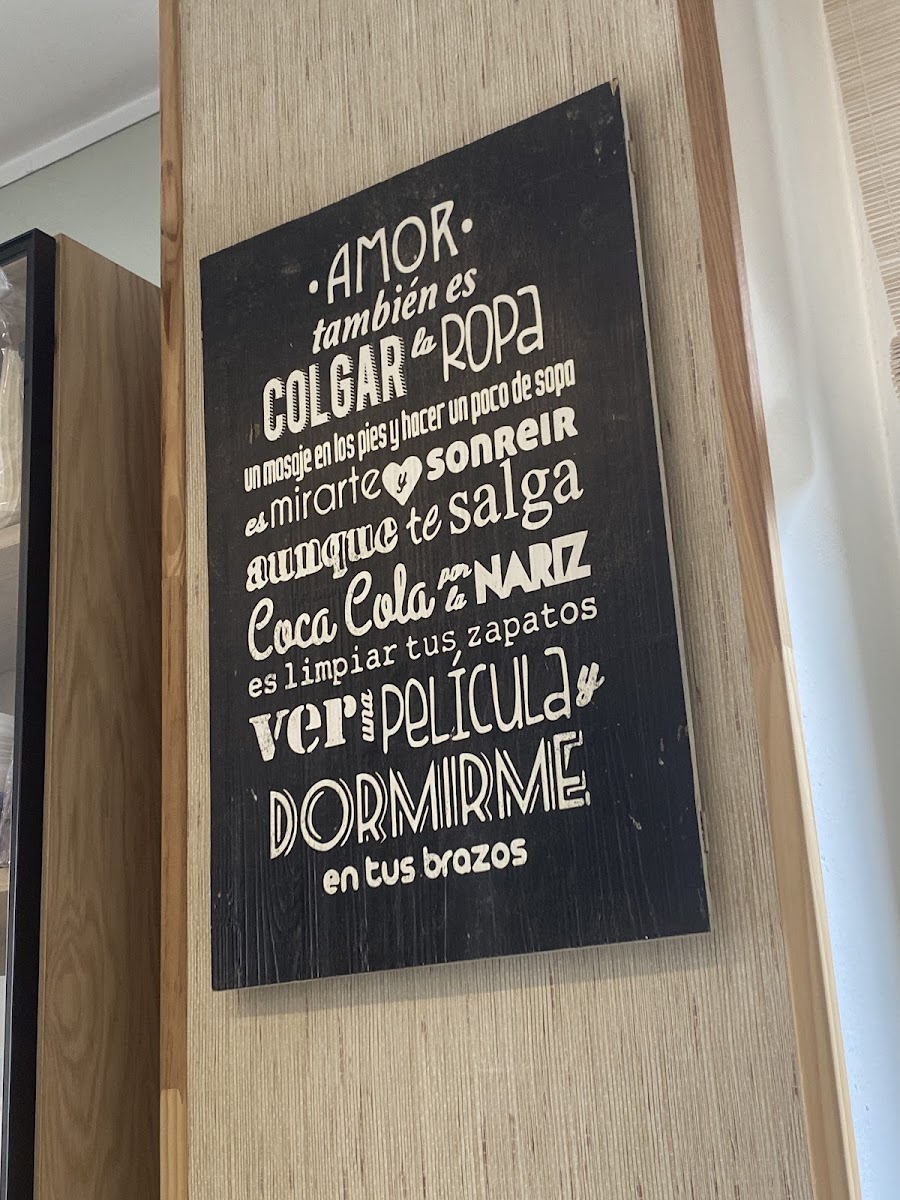 · AMOR ·
también es
COLGAR la ROPA
un masaje en los pies y hacer un poco de sopa
es mirarte y sonreir
aunque te salga
Coca Cola por la NARIZ
es limpiar tus zapatos
ver una película y
DORMIRME
en tus brazos